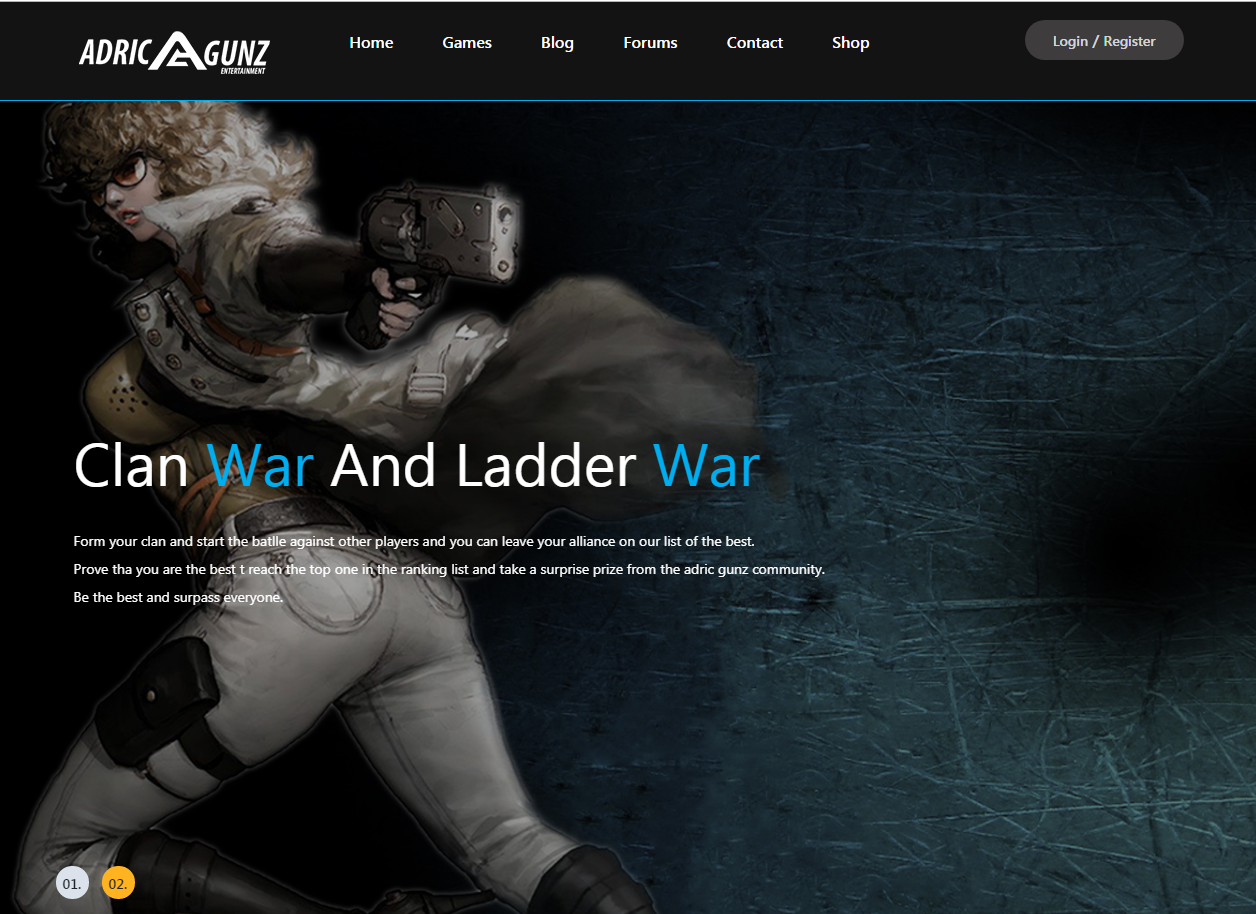 ADRIC A GUNZ
ENTERTAINMENT
Home Games Blog Forums Contact Shop Login / Register
Clan War And Ladder War
Form your clan and start the batlle against other players and you can leave your alliance on our list of the best.
Prove tha you are the best t reach the top one in the ranking list and take a surprise prize from the adric gunz community.
Be the best and surpass everyone.
01. 02.